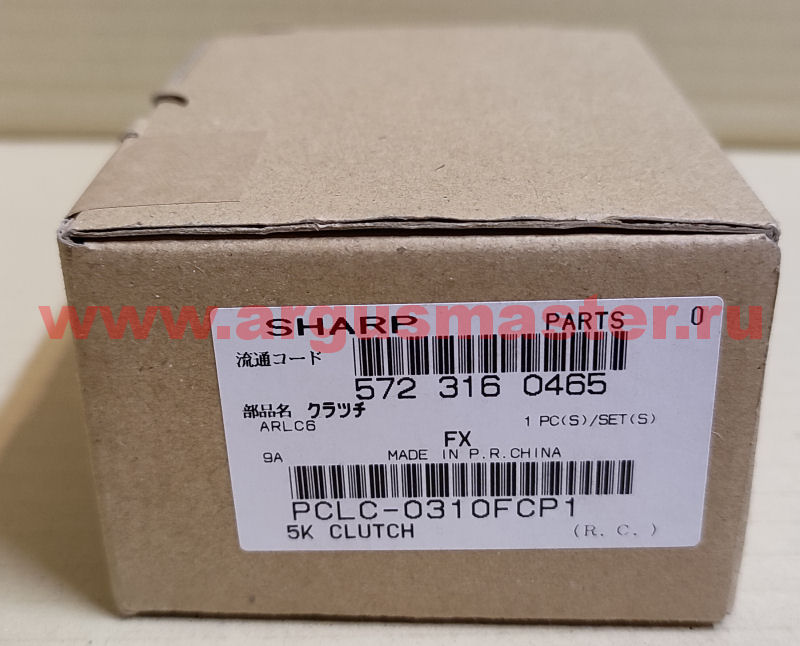 SHARP PARTS 0
www.argusmaster.ru
流通コード
572 316 0465
部品名 クラツチ
ARLC6 1 PC(S)/SET(S)
FX
9A MADE IN P.R.CHINA
PCLC-0310FCP1
5K CLUTCH (R. C. )